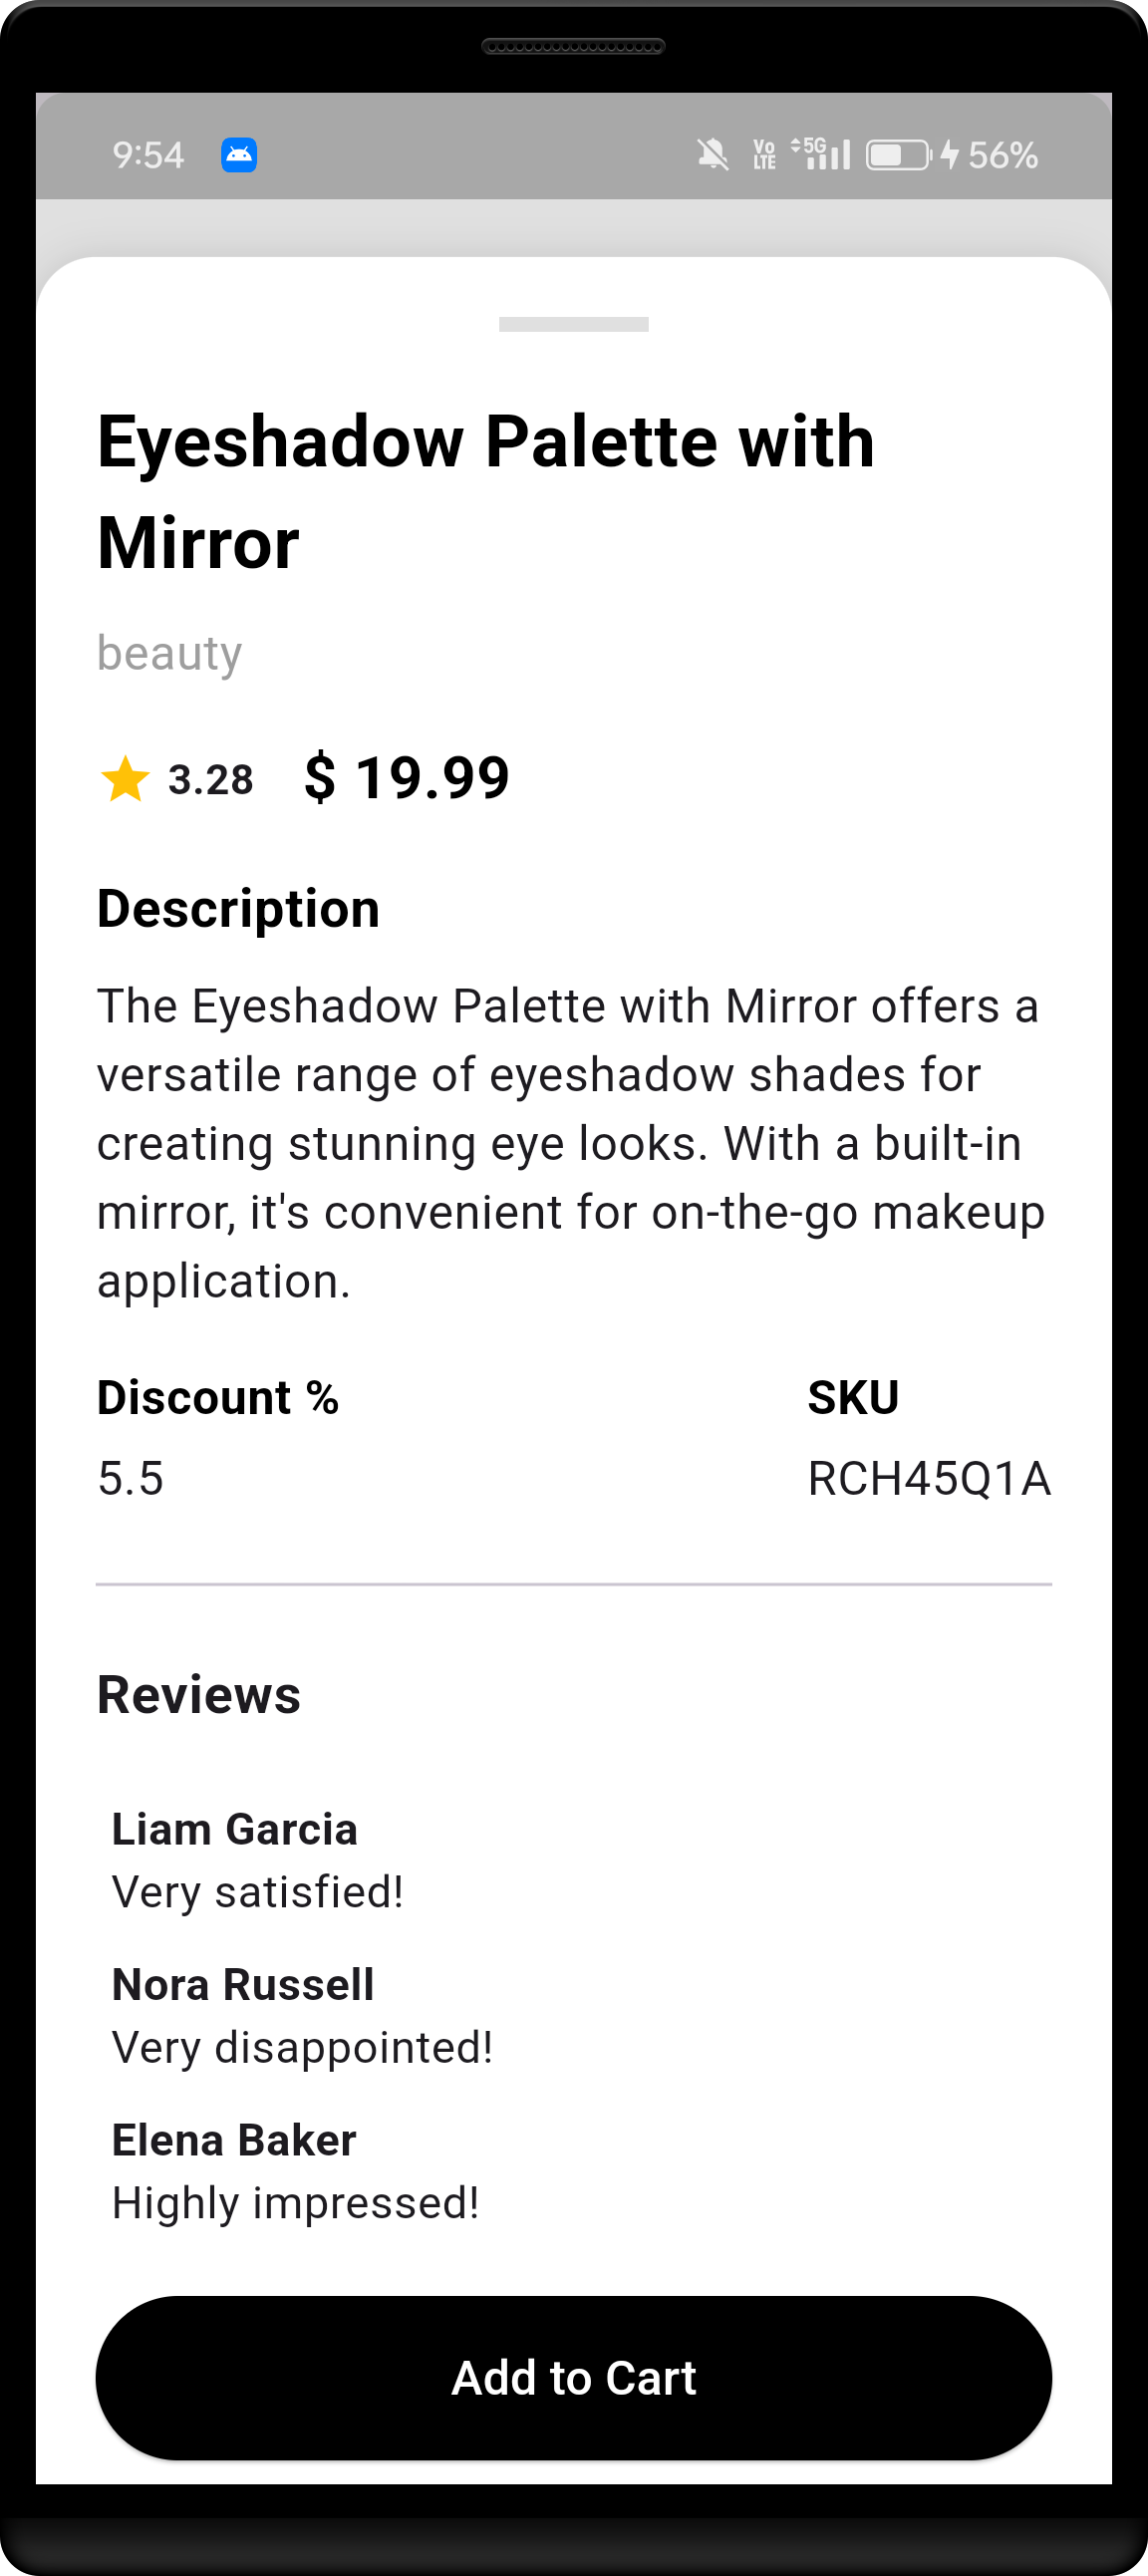 9:54 Vo LTE 5G 56%
Eyeshadow Palette with
Mirror
beauty
3.28 $ 19.99
Description
The Eyeshadow Palette with Mirror offers a
versatile range of eyeshadow shades for
creating stunning eye looks. With a built-in
mirror, it's convenient for on-the-go makeup
application.
Discount % SKU
5.5 RCH45Q1A
Reviews
Liam Garcia
Very satisfied!
Nora Russell
Very disappointed!
Elena Baker
Highly impressed!
Add to Cart